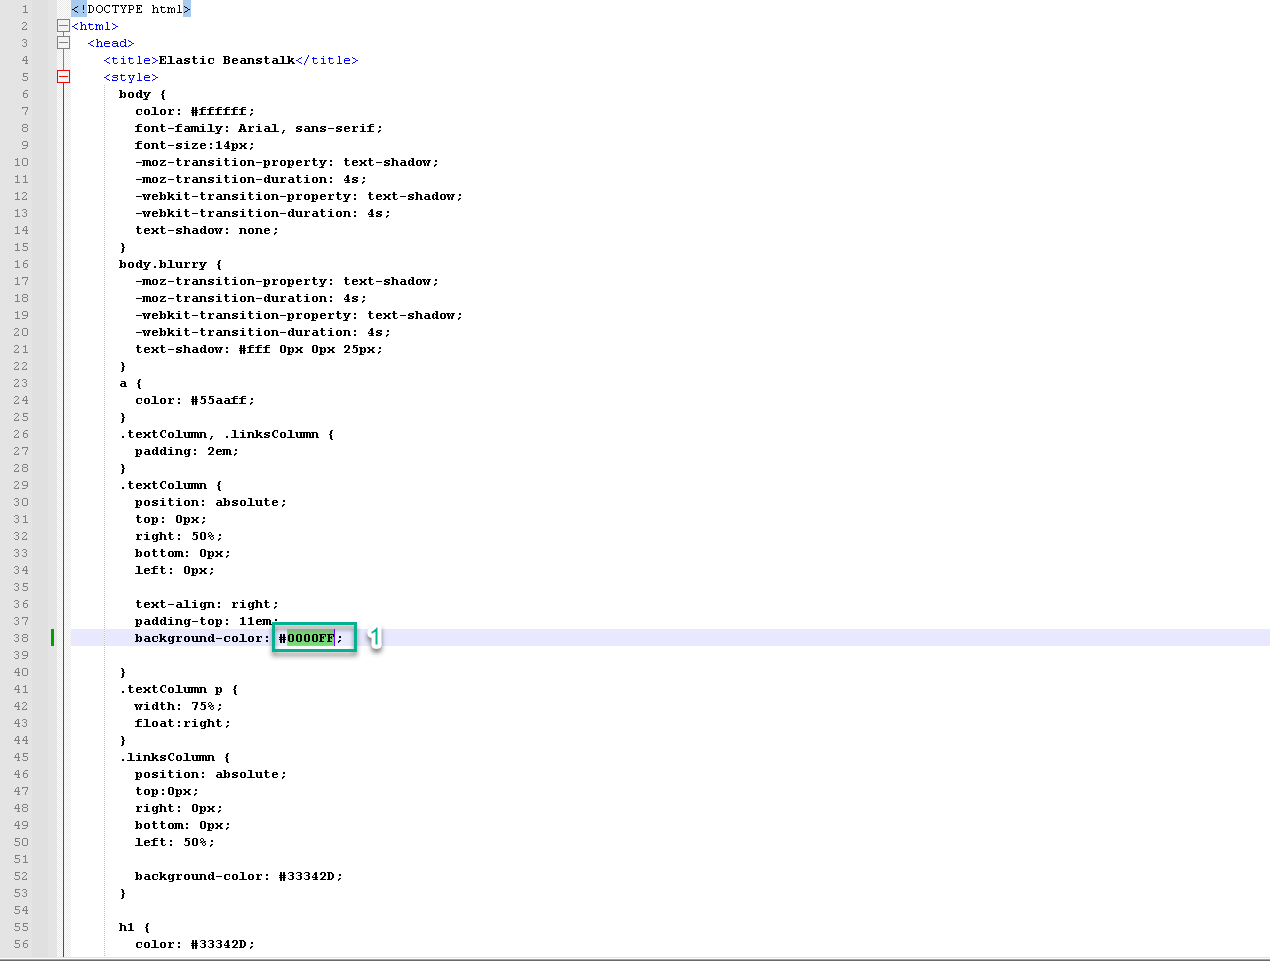 1 <!DOCTYPE html>
2 <html>
3 <head>
4 <title>Elastic Beanstalk</title>
5 <style>
6 body {
7 color: #ffffff;
8 font-family: Arial, sans-serif;
9 font-size:14px;
10 -moz-transition-property: text-shadow;
11 -moz-transition-duration: 4s;
12 -webkit-transition-property: text-shadow;
13 -webkit-transition-duration: 4s;
14 text-shadow: none;
15 }
16 body.blurry {
17 -moz-transition-property: text-shadow;
18 -moz-transition-duration: 4s;
19 -webkit-transition-property: text-shadow;
20 -webkit-transition-duration: 4s;
21 text-shadow: #fff 0px 0px 25px;
22 }
23 a {
24 color: #55aaff;
25 }
26 .textColumn, .linksColumn {
27 padding: 2em;
28 }
29 .textColumn {
30 position: absolute;
31 top: 0px;
32 right: 50%;
33 bottom: 0px;
34 left: 0px;
35
36 text-align: right;
37 padding-top: 11em;
38 background-color: #0000FF; 1
39
40 }
41 .textColumn p {
42 width: 75%;
43 float:right;
44 }
45 .linksColumn {
46 position: absolute;
47 top:0px;
48 right: 0px;
49 bottom: 0px;
50 left: 50%;
51
52 background-color: #33342D;
53 }
54
55 h1 {
56 color: #33342D;